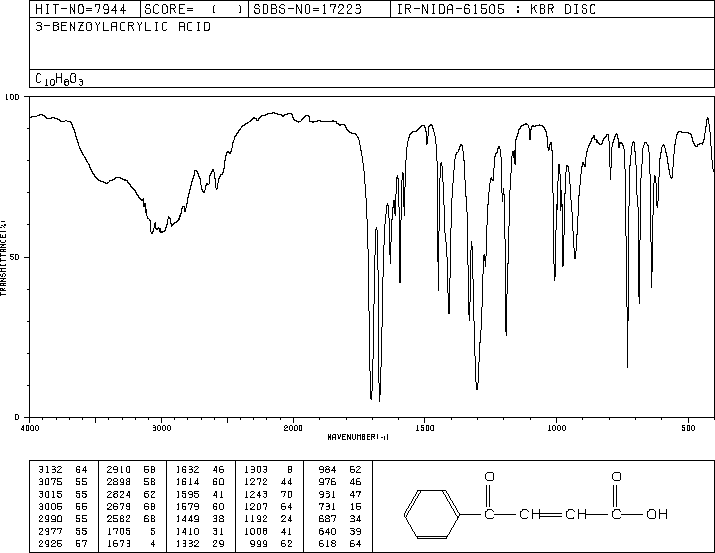 HIT-NO=7944 SCORE= ( ) SDBS-NO=17223 IR-NIDA-61505 : KBR DISC
3-BENZOYLACRYLIC ACID
C10H8O3
100
TRANSMITTANCE(%)
50
0
4000 3000 2000 1500 1000 500
WAVENUMBER(-1)
3132 64 2910 58 1632 46 1303 8 984 52
3075 55 2898 58 1614 60 1272 44 976 46
3015 55 2824 62 1595 41 1243 70 931 47
3005 55 2679 68 1579 60 1207 64 731 15
2990 55 2582 68 1449 38 1192 24 687 34
2977 55 1705 5 1410 31 1008 41 640 39
2925 57 1673 4 1332 29 999 62 618 64
O O
C CH CH C OH